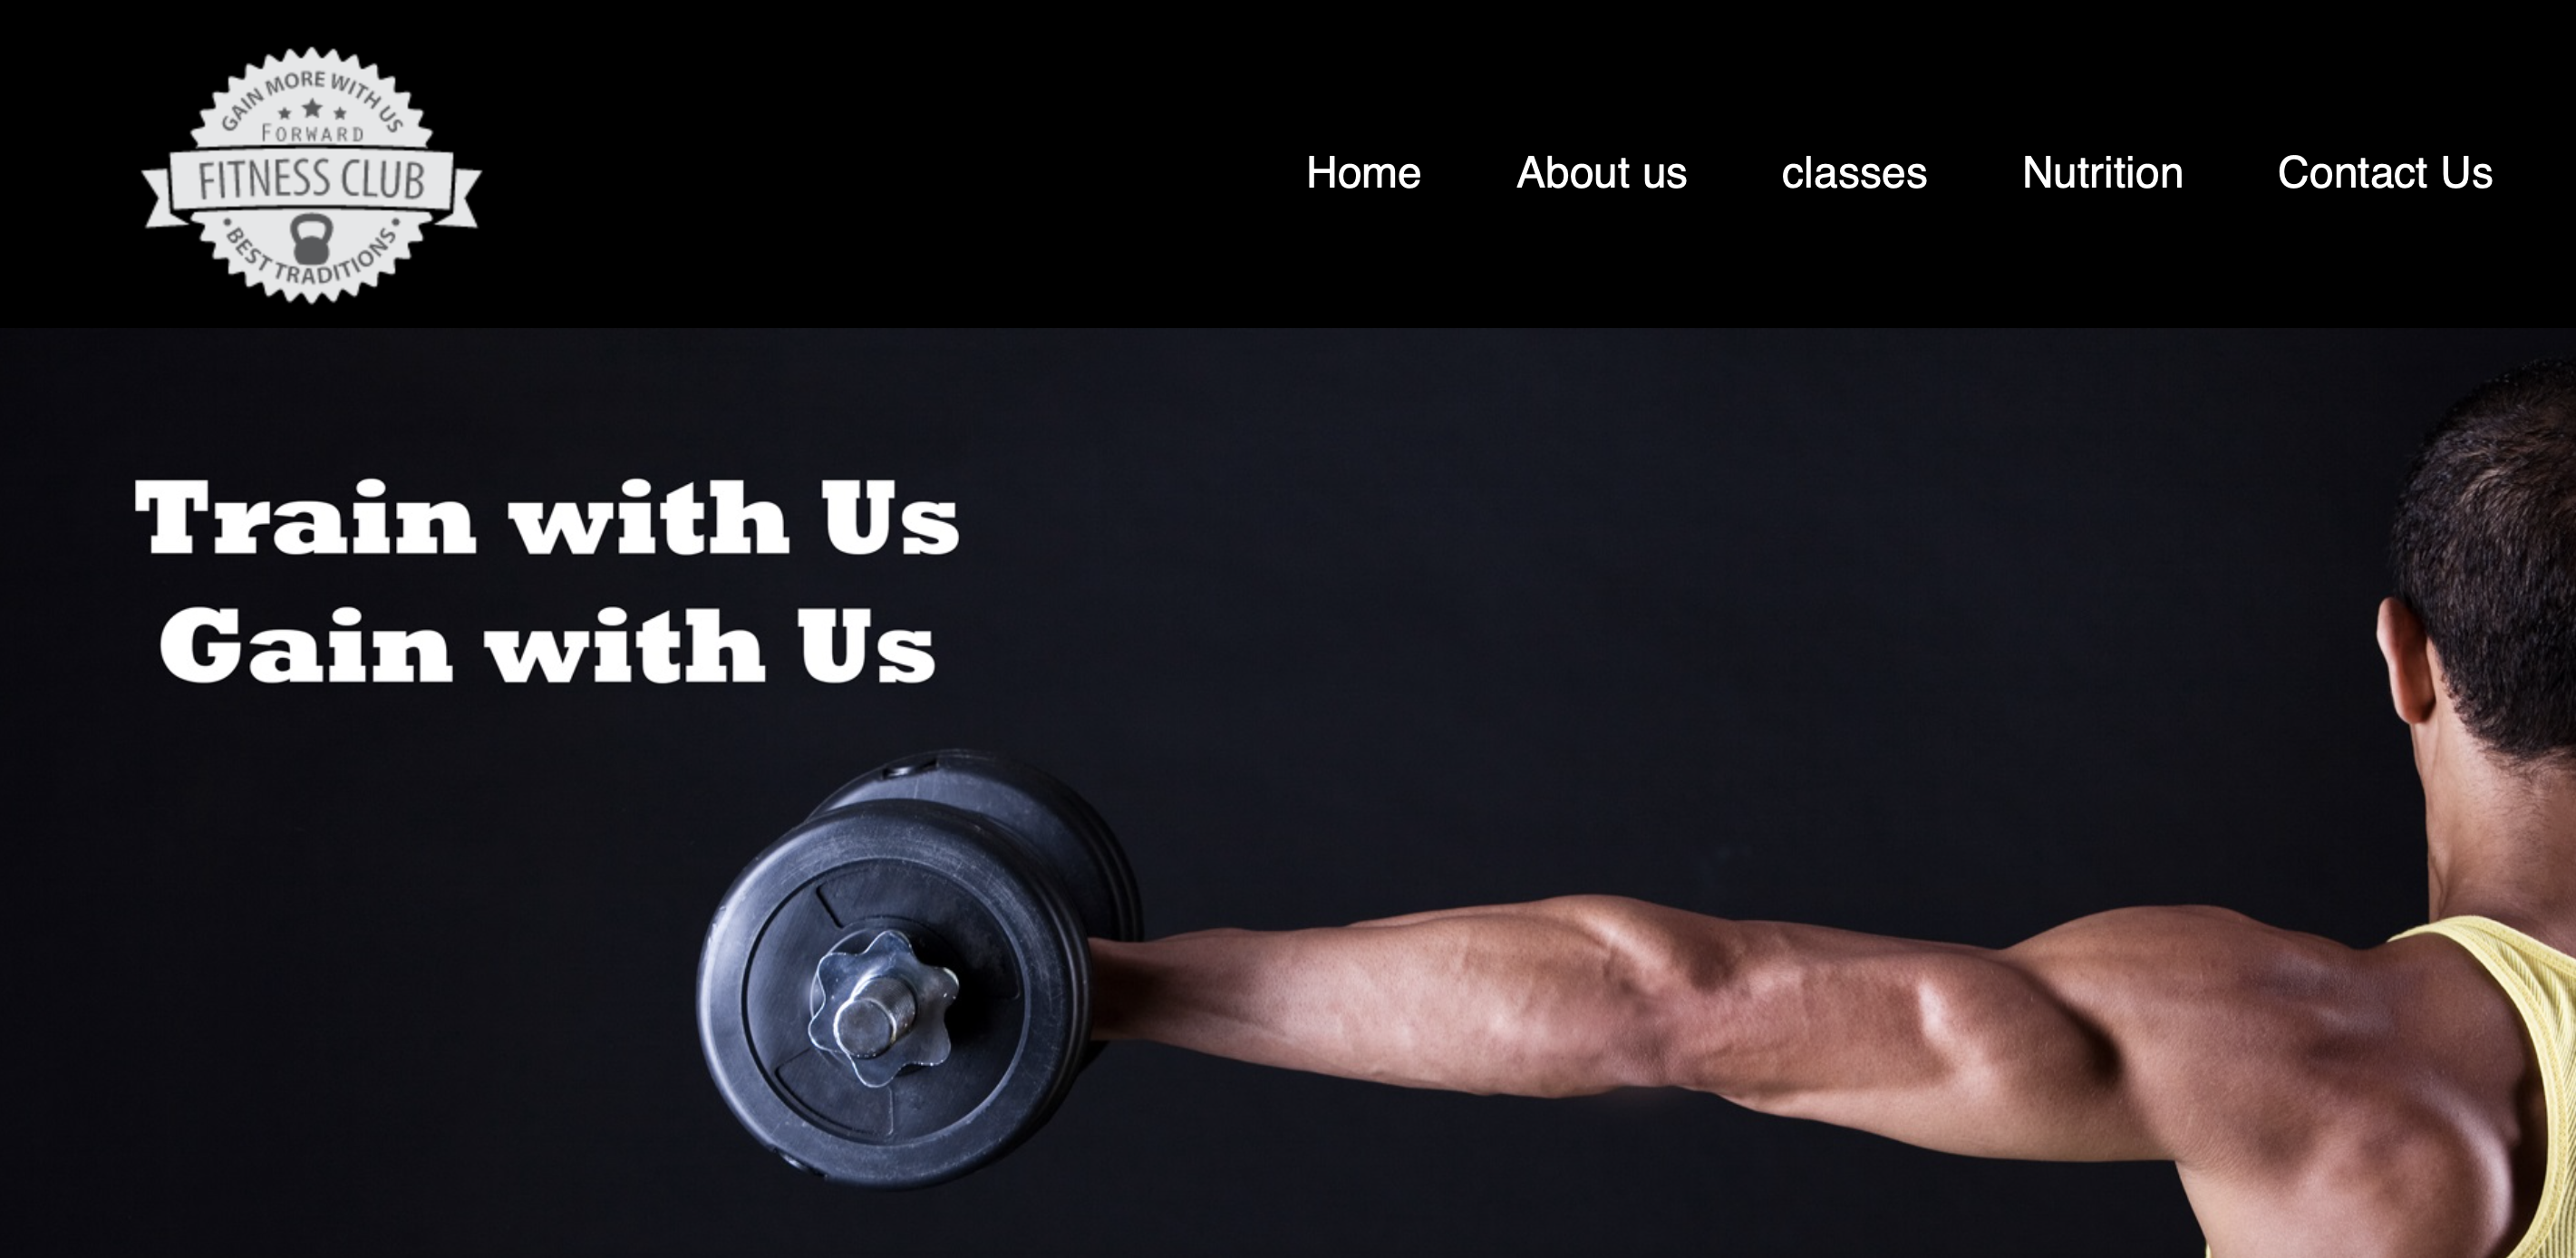 GAIN MORE WITH US
FORWARD
FITNESS CLUB
BEST TRADITIONS
Home About us classes Nutrition Contact Us
Train with Us
Gain with Us